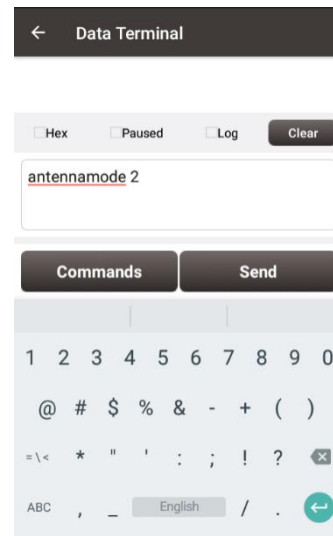 ← Data Terminal
Hex Paused Log Clear
antennamode 2
Commands Send
1 2 3 4 5 6 7 8 9 0
@ # $ % & - + ( )
= \ < * " ' : ; ! ?
ABC , _ English / .